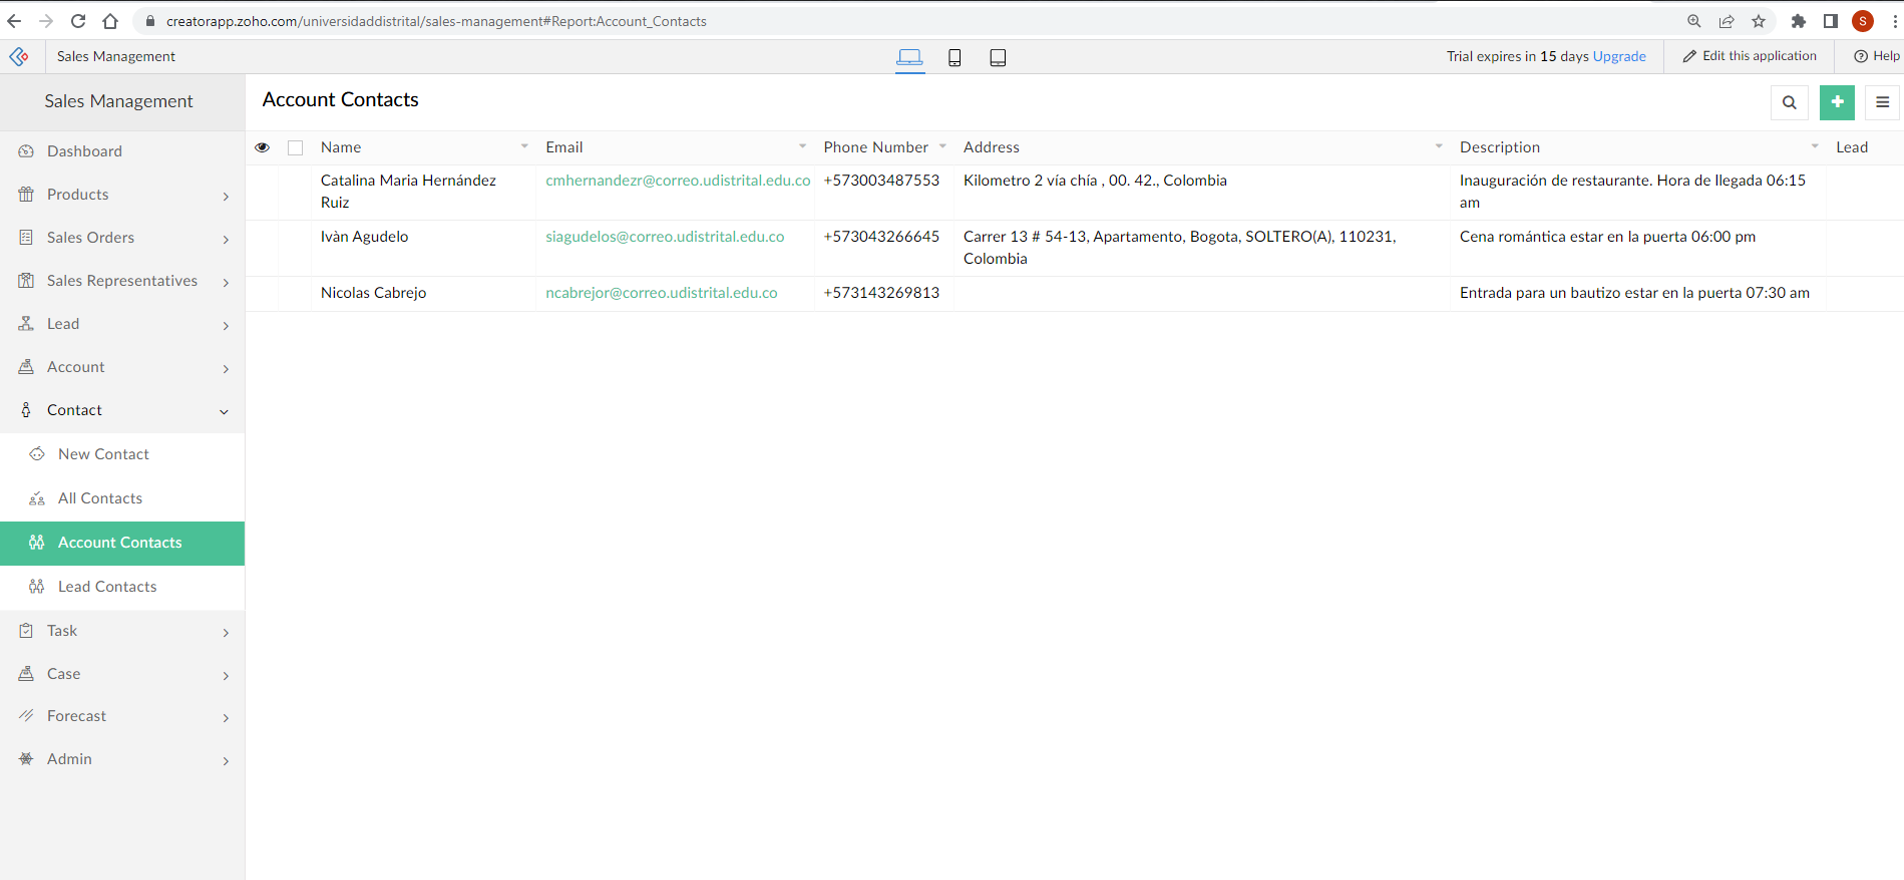 creatorapp.zoho.com/universidaddistrital/sales-management#Report:Account_Contacts
S
Sales Management
Trial expires in 15 days Upgrade
Edit this application
Help
Sales Management
Account Contacts
Dashboard
Products
Sales Orders
Sales Representatives
Lead
Account
Contact
New Contact
All Contacts
Account Contacts
Lead Contacts
Task
Case
Forecast
Admin
Name Email Phone Number Address Description Lead
Catalina Maria Hernández cmhernandezr@correo.udistrital.edu.co +573003487553 Kilometro 2 vía chía , 00. 42., Colombia Inauguración de restaurante. Hora de llegada 06:15
Ruiz am
Ivàn Agudelo siagudelos@correo.udistrital.edu.co +573043266645 Carrer 13 # 54-13, Apartamento, Bogota, SOLTERO(A), 110231, Cena romántica estar en la puerta 06:00 pm
Colombia
Nicolas Cabrejo ncabrejor@correo.udistrital.edu.co +573143269813 Entrada para un bautizo estar en la puerta 07:30 am